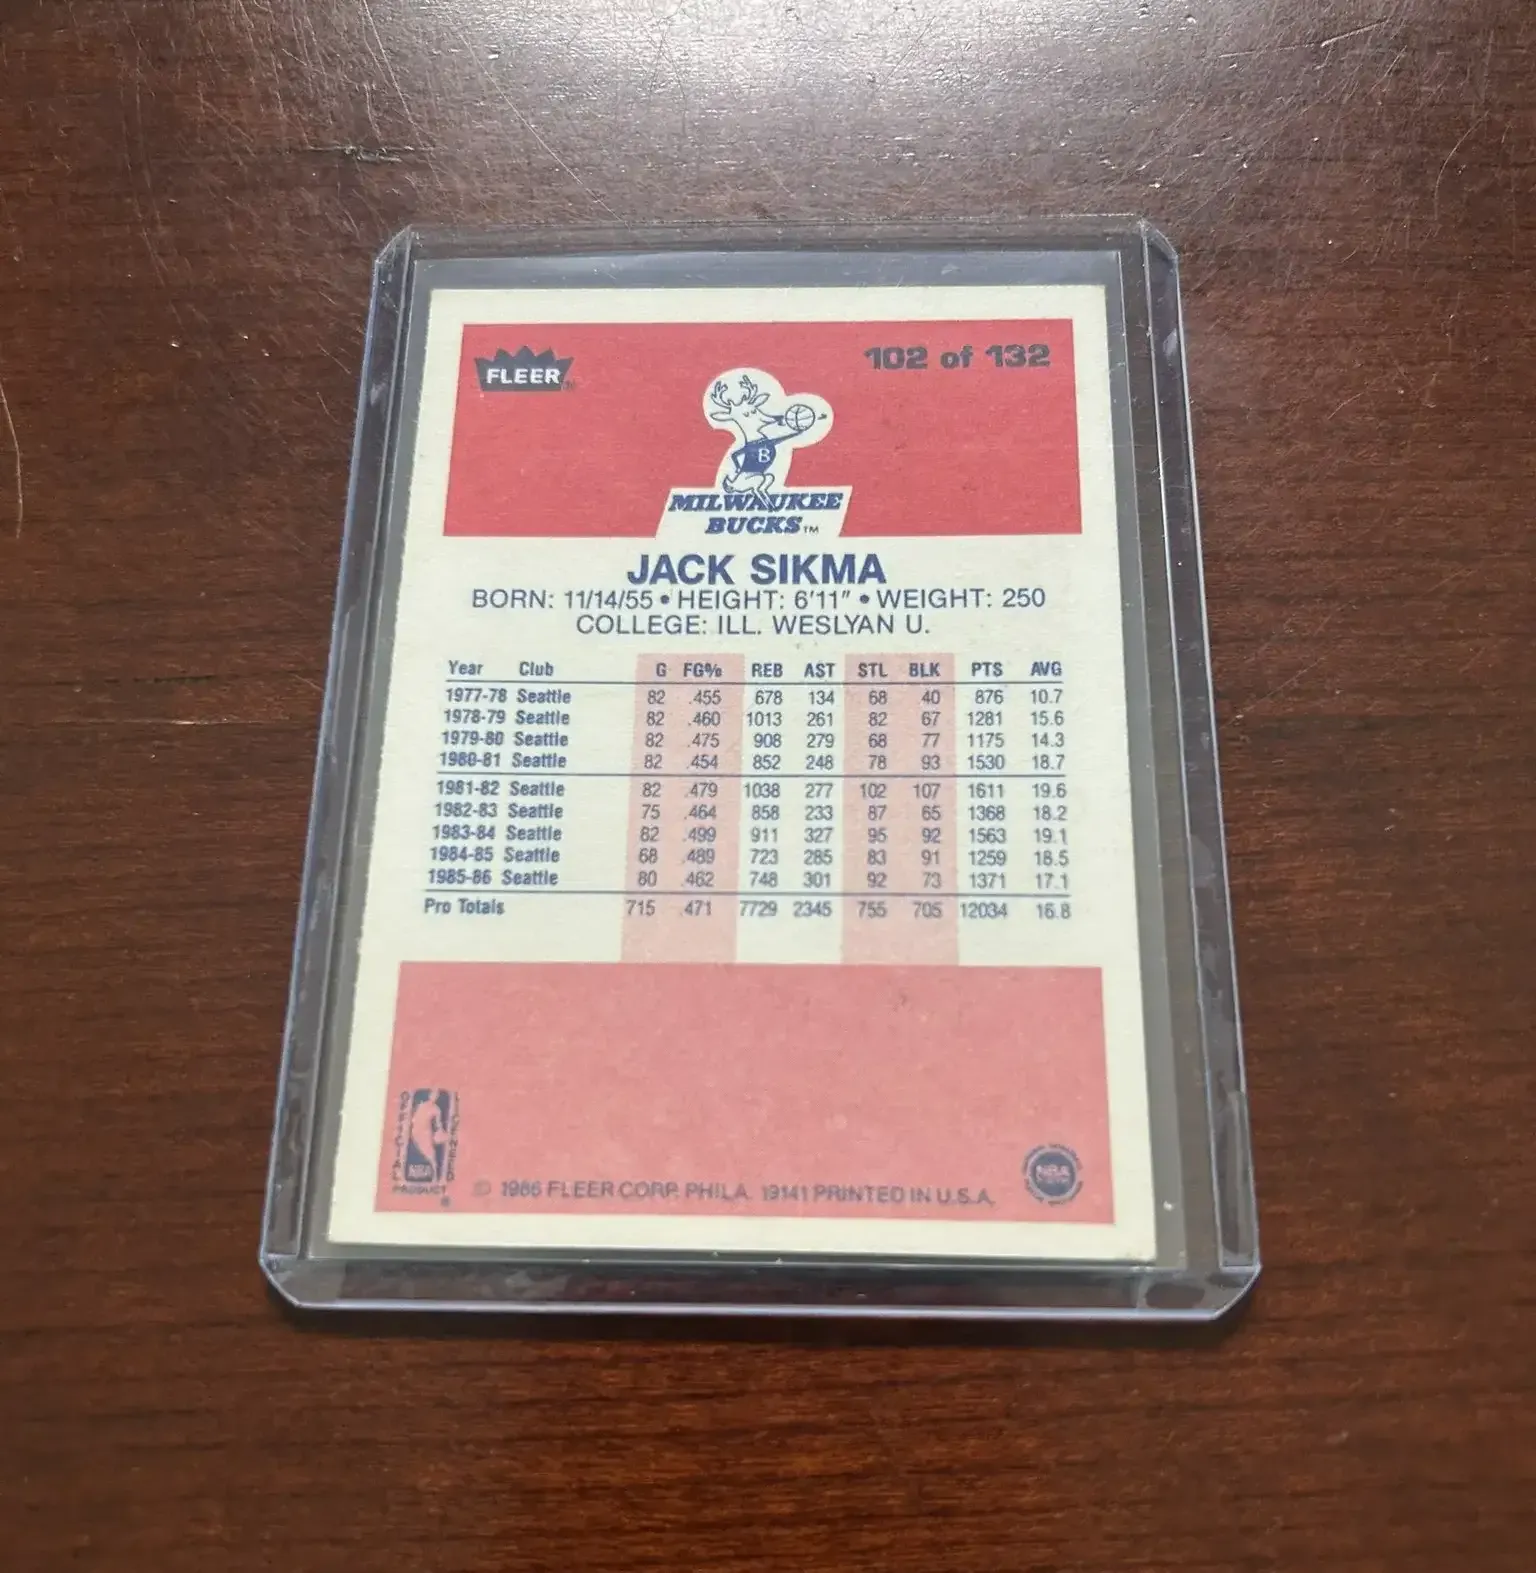 FLEER
102 of 132
B
MILWAUKEE
BUCKS™
JACK SIKMA
BORN: 11/14/55 • HEIGHT: 6'11" • WEIGHT: 250
COLLEGE: ILL. WESLYAN U.
Year Club G FG% REB AST STL BLK PTS AVG
1977-78 Seattle 82 .455 678 134 68 40 876 10.7
1978-79 Seattle 82 .460 1013 261 82 67 1281 15.6
1979-80 Seattle 82 .475 908 279 68 77 1175 14.3
1980-81 Seattle 82 .454 852 248 78 93 1530 18.7
1981-82 Seattle 82 .479 1038 277 102 107 1611 19.6
1982-83 Seattle 75 .464 858 233 87 65 1368 18.2
1983-84 Seattle 82 .499 911 327 95 92 1563 19.1
1984-85 Seattle 68 .489 723 285 83 91 1259 18.5
1985-86 Seattle 80 .462 748 301 92 73 1371 17.1
Pro Totals 715 .471 7729 2345 755 705 12034 16.8
OFFICIAL LICENSED
NBA
PRODUCT
®
© 1986 FLEER CORP. PHILA. 19141 PRINTED IN U.S.A.
NBA